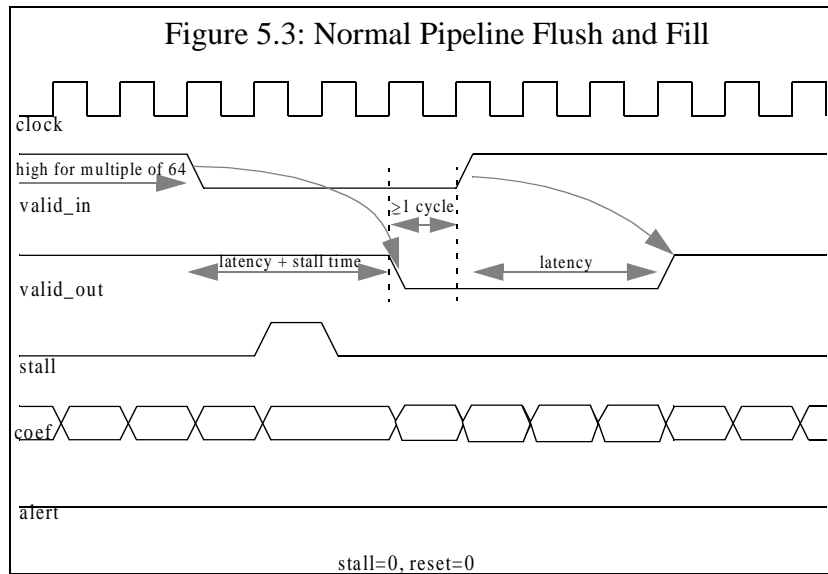 Figure 5.3: Normal Pipeline Flush and Fill
clock
high for multiple of 64
valid_in
≥1 cycle
latency + stall time
latency
valid_out
stall
coef
alert
stall=0, reset=0